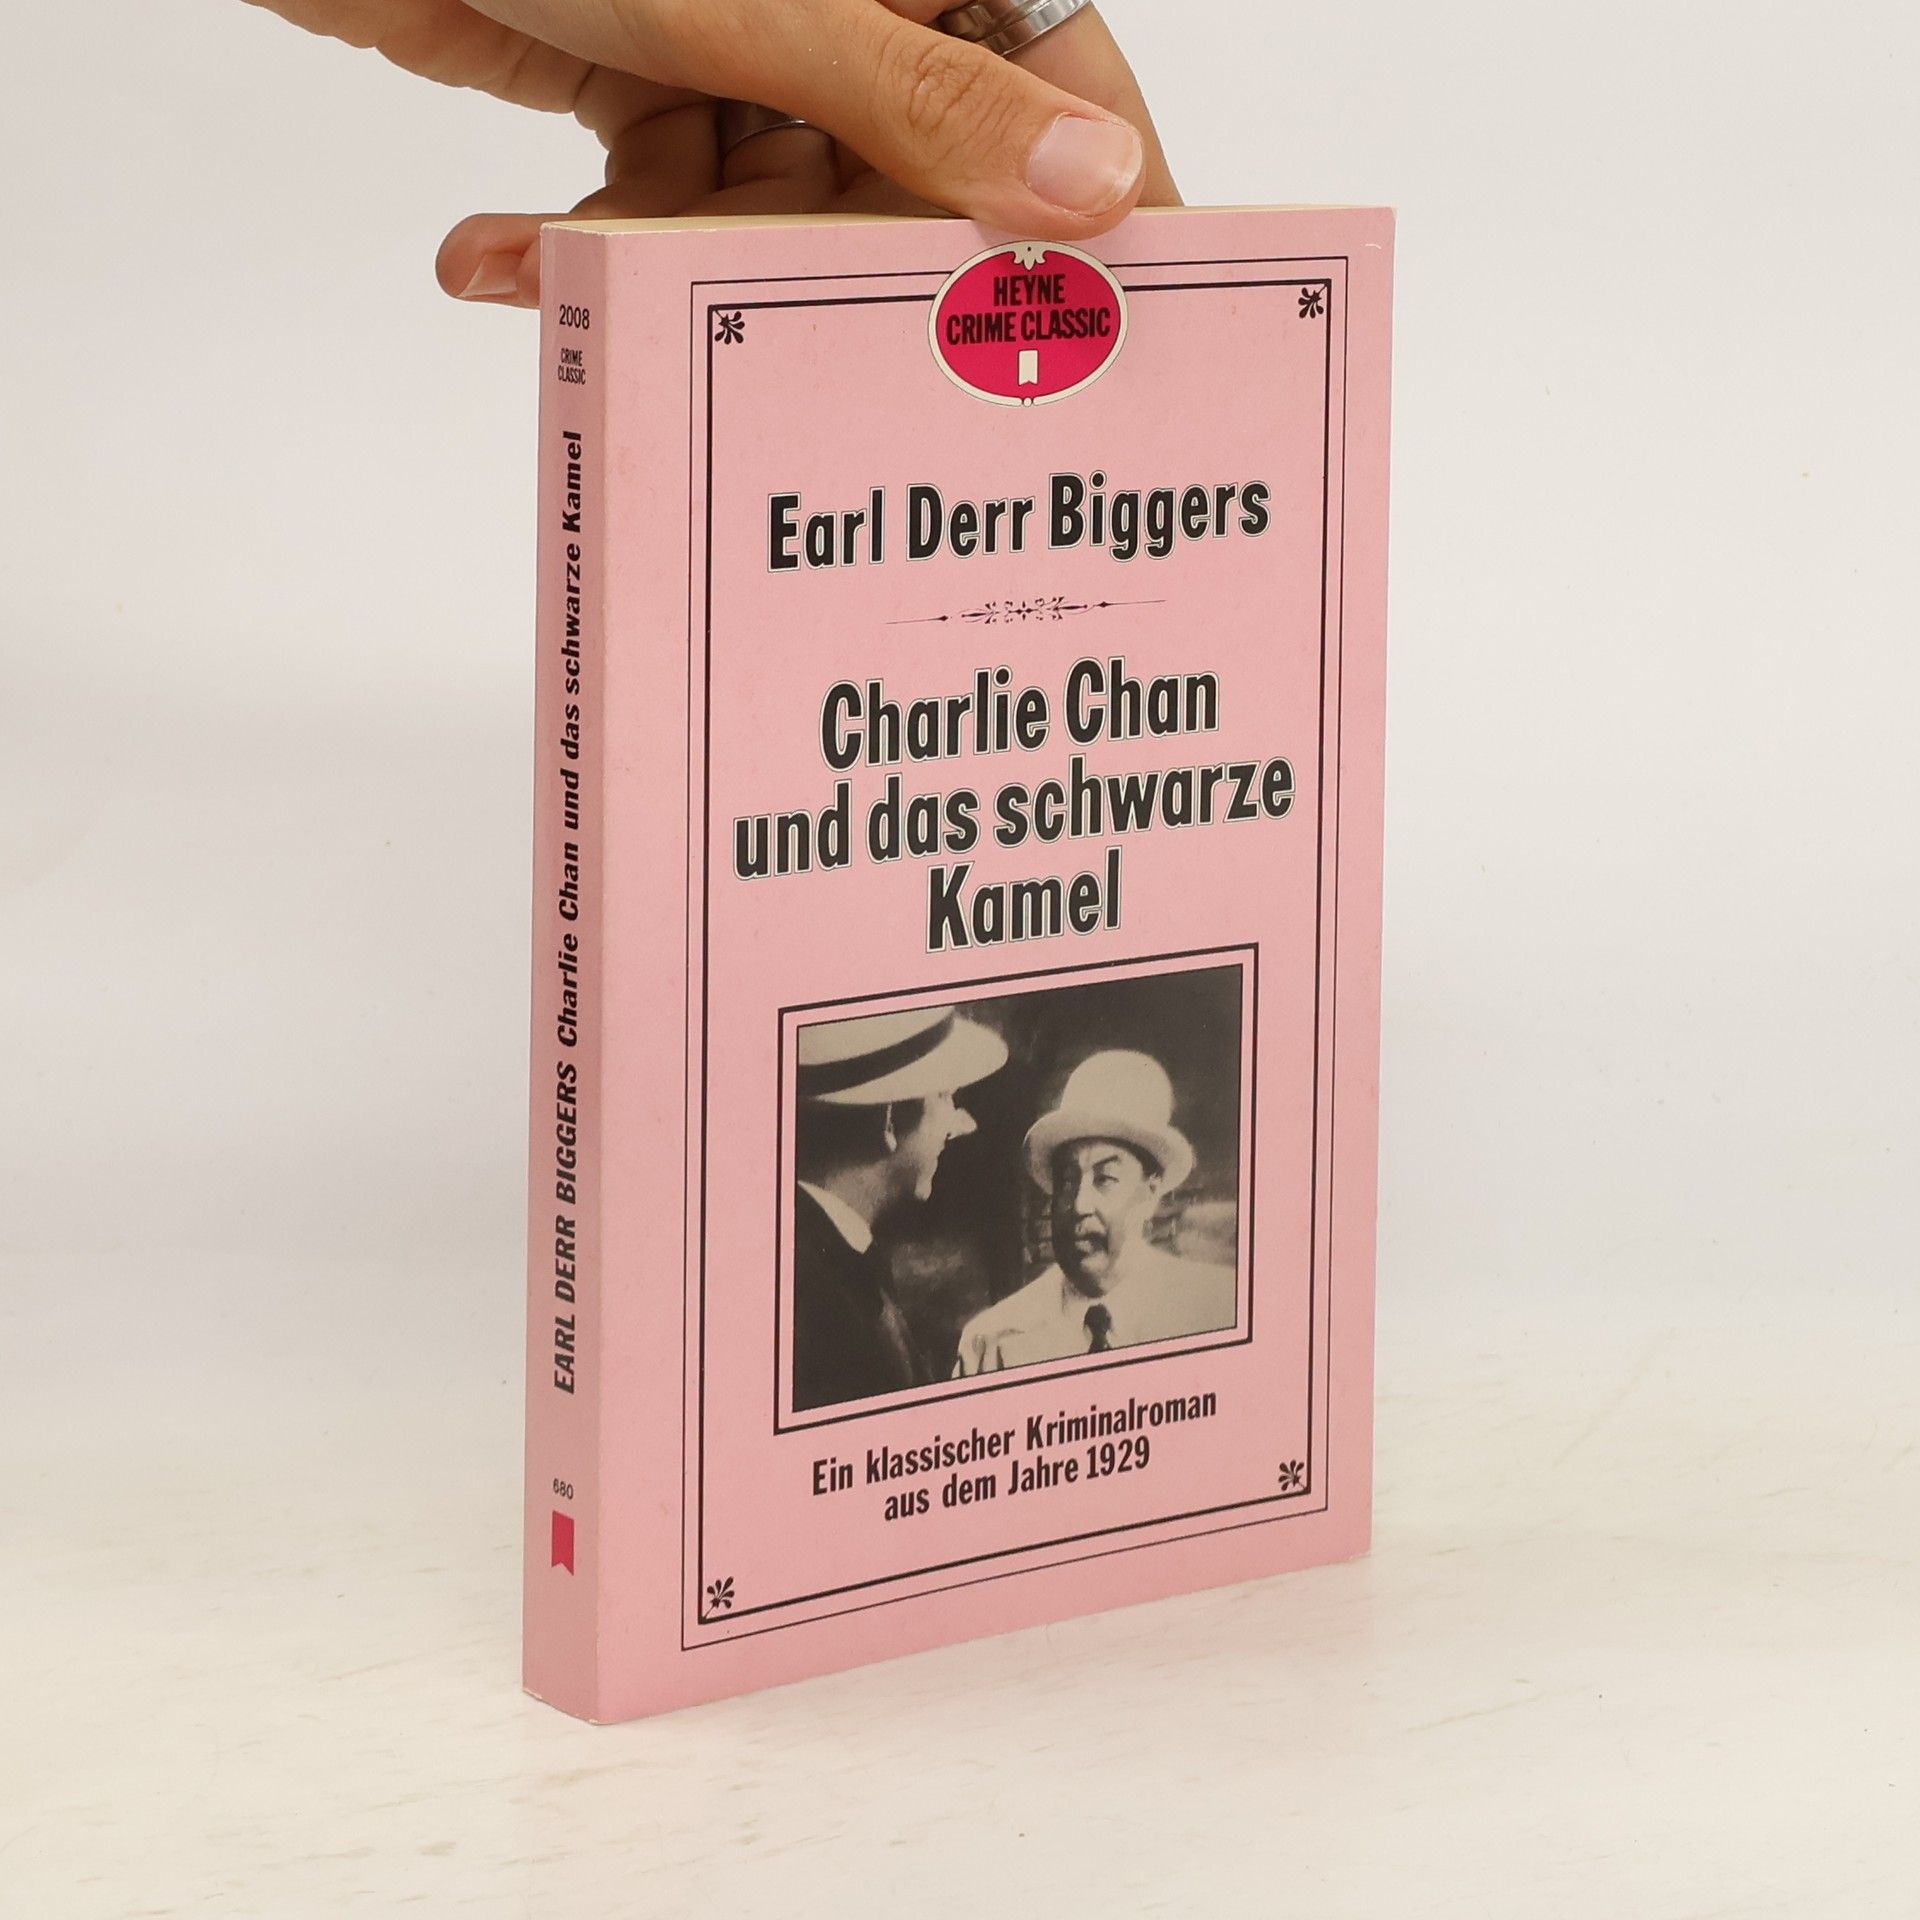 HEYNE
CRIME CLASSIC
Earl Derr Biggers
Charlie Chan
und das schwarze
Kamel
Ein klassischer Kriminalroman
aus dem Jahre 1929
2008
CRIME
CLASSIC
EARL DERR BIGGERS Charlie Chan und das schwarze Kamel
680